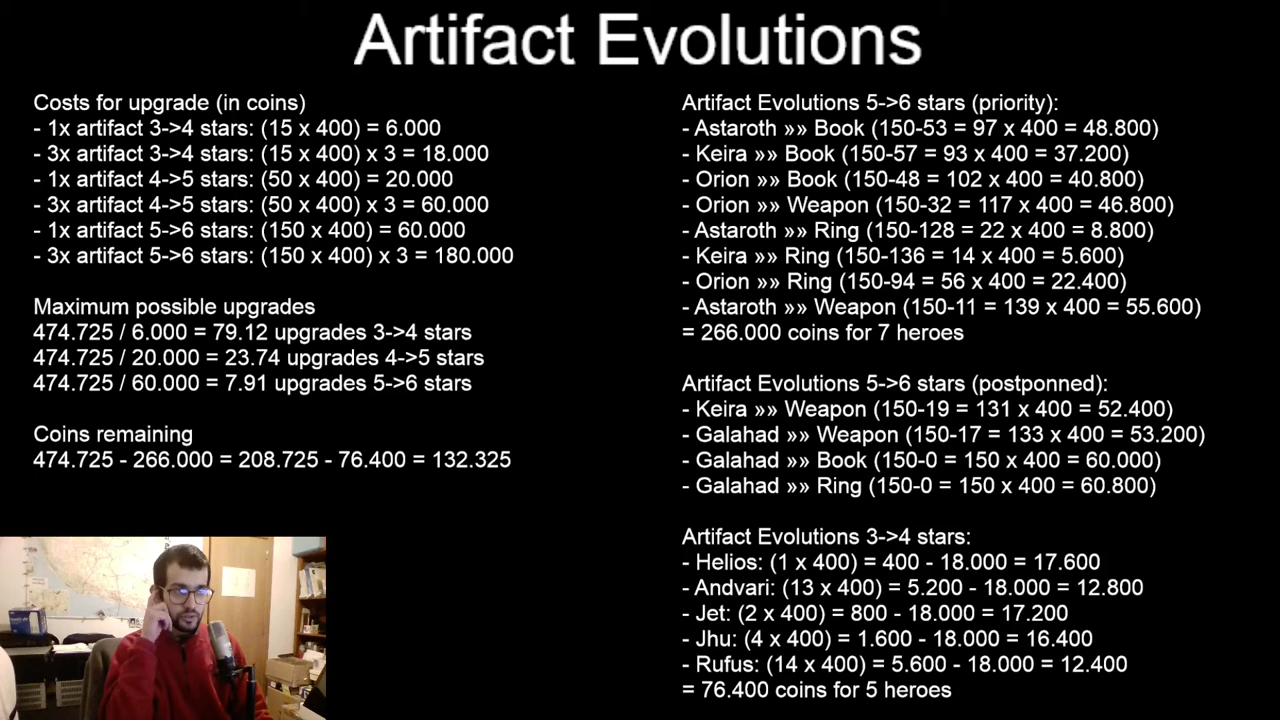 Artifact Evolutions
Costs for upgrade (in coins)
- 1x artifact 3->4 stars: (15 x 400) = 6.000
- 3x artifact 3->4 stars: (15 x 400) x 3 = 18.000
- 1x artifact 4->5 stars: (50 x 400) = 20.000
- 3x artifact 4->5 stars: (50 x 400) x 3 = 60.000
- 1x artifact 5->6 stars: (150 x 400) = 60.000
- 3x artifact 5->6 stars: (150 x 400) x 3 = 180.000
Maximum possible upgrades
474.725 / 6.000 = 79.12 upgrades 3->4 stars
474.725 / 20.000 = 23.74 upgrades 4->5 stars
474.725 / 60.000 = 7.91 upgrades 5->6 stars
Coins remaining
474.725 - 266.000 = 208.725 - 76.400 = 132.325
Artifact Evolutions 5->6 stars (priority):
- Astaroth »» Book (150-53 = 97 x 400 = 48.800)
- Keira »» Book (150-57 = 93 x 400 = 37.200)
- Orion »» Book (150-48 = 102 x 400 = 40.800)
- Orion »» Weapon (150-32 = 117 x 400 = 46.800)
- Astaroth »» Ring (150-128 = 22 x 400 = 8.800)
- Keira »» Ring (150-136 = 14 x 400 = 5.600)
- Orion »» Ring (150-94 = 56 x 400 = 22.400)
- Astaroth »» Weapon (150-11 = 139 x 400 = 55.600)
= 266.000 coins for 7 heroes
Artifact Evolutions 5->6 stars (postponned):
- Keira »» Weapon (150-19 = 131 x 400 = 52.400)
- Galahad »» Weapon (150-17 = 133 x 400 = 53.200)
- Galahad »» Book (150-0 = 150 x 400 = 60.000)
- Galahad »» Ring (150-0 = 150 x 400 = 60.800)
Artifact Evolutions 3->4 stars:
- Helios: (1 x 400) = 400 - 18.000 = 17.600
- Andvari: (13 x 400) = 5.200 - 18.000 = 12.800
- Jet: (2 x 400) = 800 - 18.000 = 17.200
- Jhu: (4 x 400) = 1.600 - 18.000 = 16.400
- Rufus: (14 x 400) = 5.600 - 18.000 = 12.400
= 76.400 coins for 5 heroes